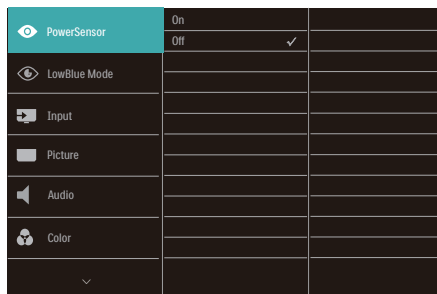 PowerSensor
On
Off
LowBlue Mode
Input
Picture
Audio
Color